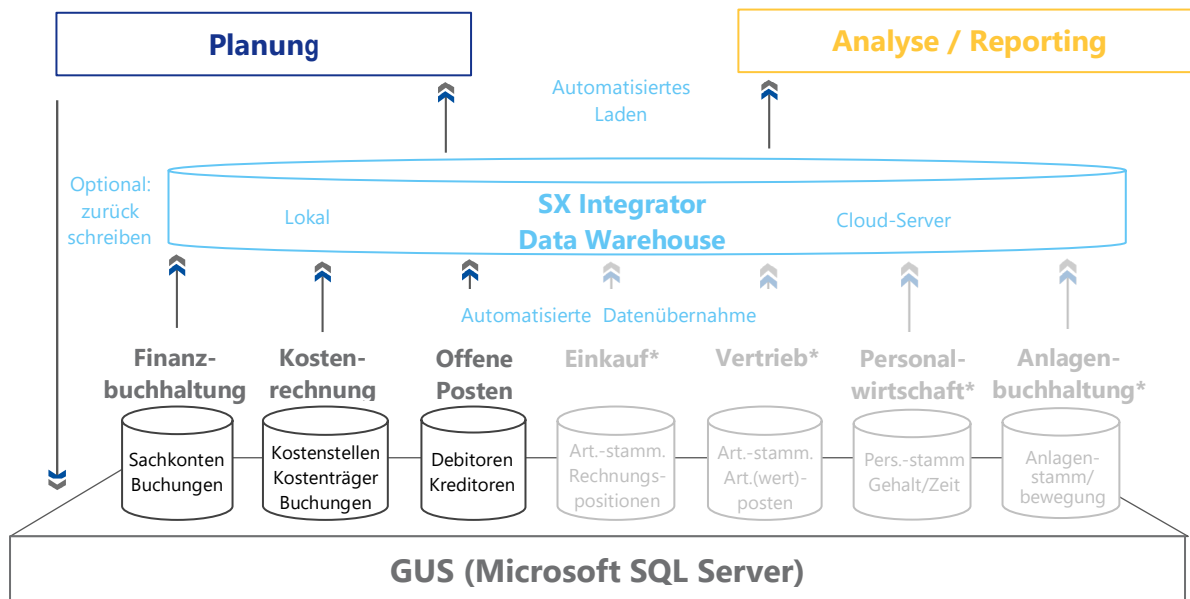 Planung
Analyse / Reporting
Automatisiertes
Laden
Optional:
zurück
schreiben
Lokal
SX Integrator
Data Warehouse
Cloud-Server
Automatisierte Datenübernahme
Finanz-
buchhaltung
Kosten-
rechnung
Offene
Posten
Einkauf*
Vertrieb*
Personal-
wirtschaft*
Anlagen-
buchhaltung*
Sachkonten
Buchungen
Kostenstellen
Kostenträger
Buchungen
Debitoren
Kreditoren
Art.-stamm.
Rechnungs-
positionen
Art.-stamm.
Art.(wert)-
posten
Pers.-stamm
Gehalt/Zeit
Anlagen-
stamm/
bewegung
GUS (Microsoft SQL Server)